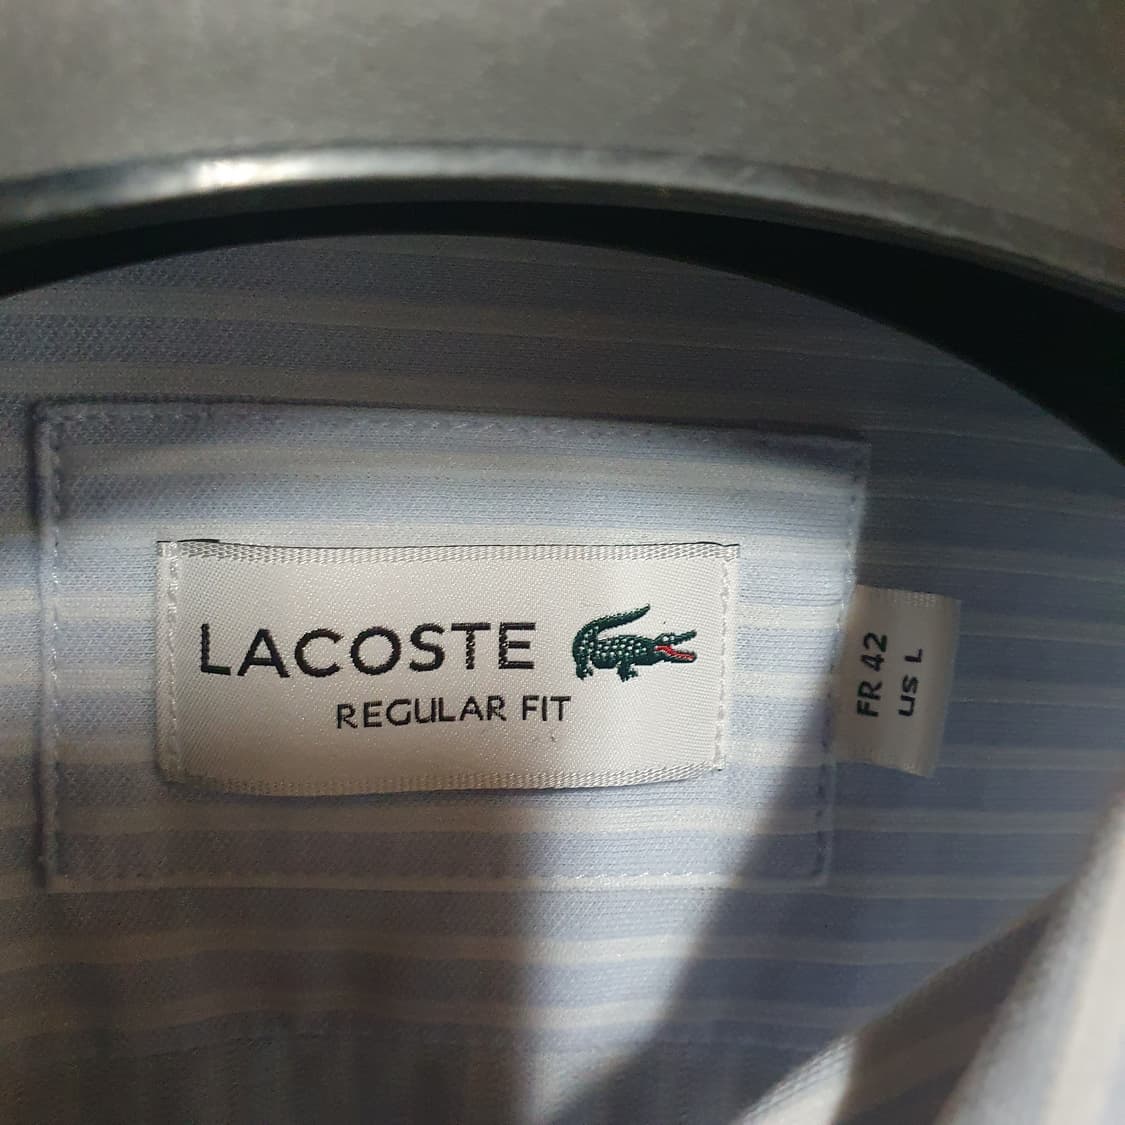 LACOSTE
REGULAR FIT
FR 42
US L